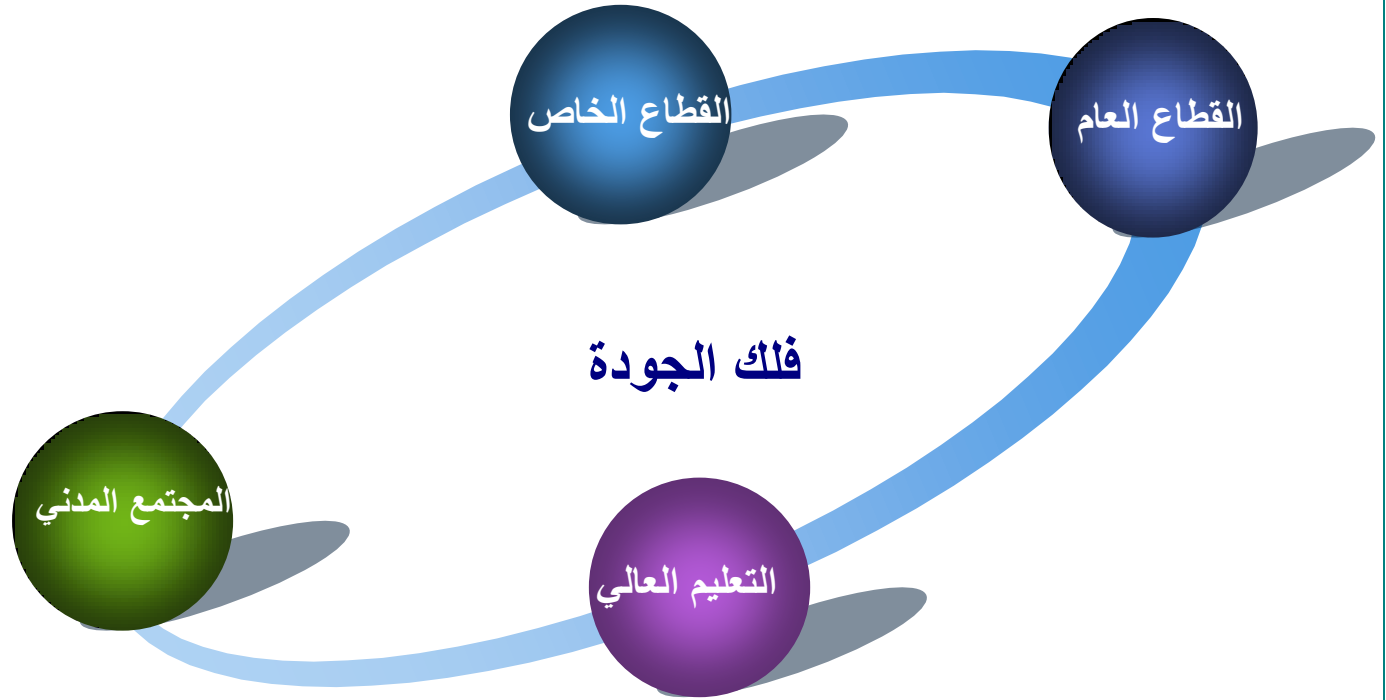 القطاع العام
القطاع الخاص
فلك الجودة
المجتمع المدني
التعليم العالي